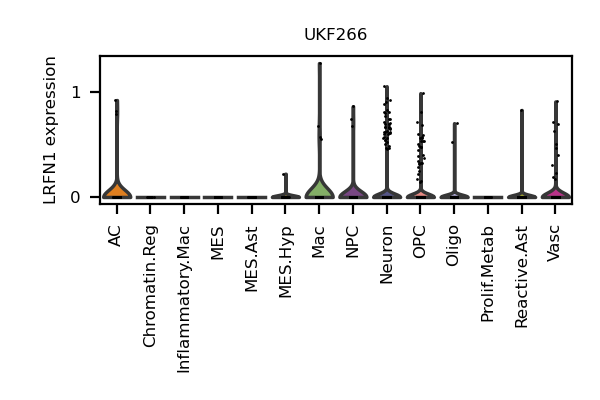 UKF266
LRFN1 expression
1
0
AC
Chromatin.Reg
Inflammatory.Mac
MES
MES.Ast
MES.Hyp
Mac
NPC
Neuron
OPC
Oligo
Prolif.Metab
Reactive.Ast
Vasc